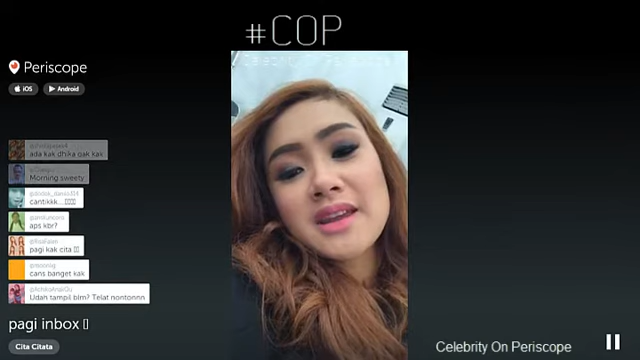 #COP
Periscope
iOS
Android
ada kak dhika gak kak
Morning sweety
cantikkk...
aps kbr?
pagi kak cita
cans banget kak
Udah tampil blm? Telat nontonnn
pagi inbox
Cita Citata
Celebrity On Periscope